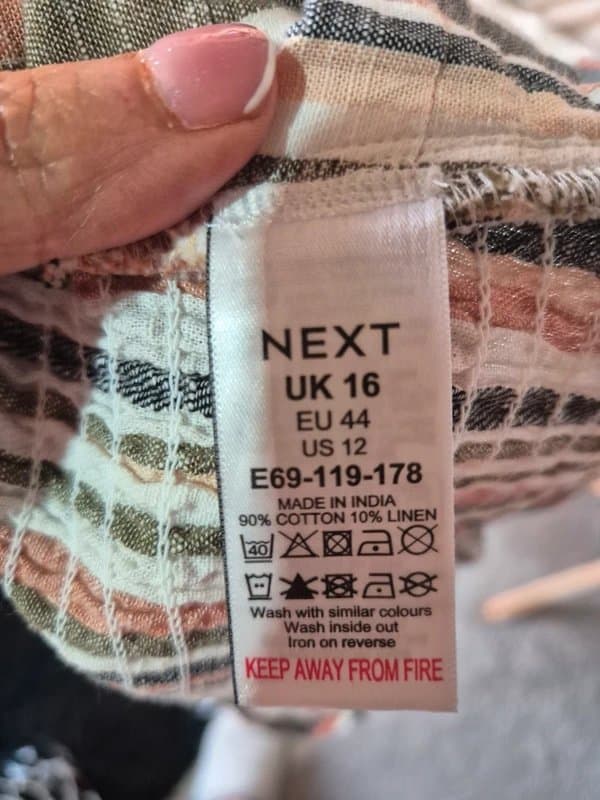 NEXT
UK 16
EU 44
US 12
E69-119-178
MADE IN INDIA
90% COTTON 10% LINEN
40
Wash with similar colours
Wash inside out
Iron on reverse
KEEP AWAY FROM FIRE